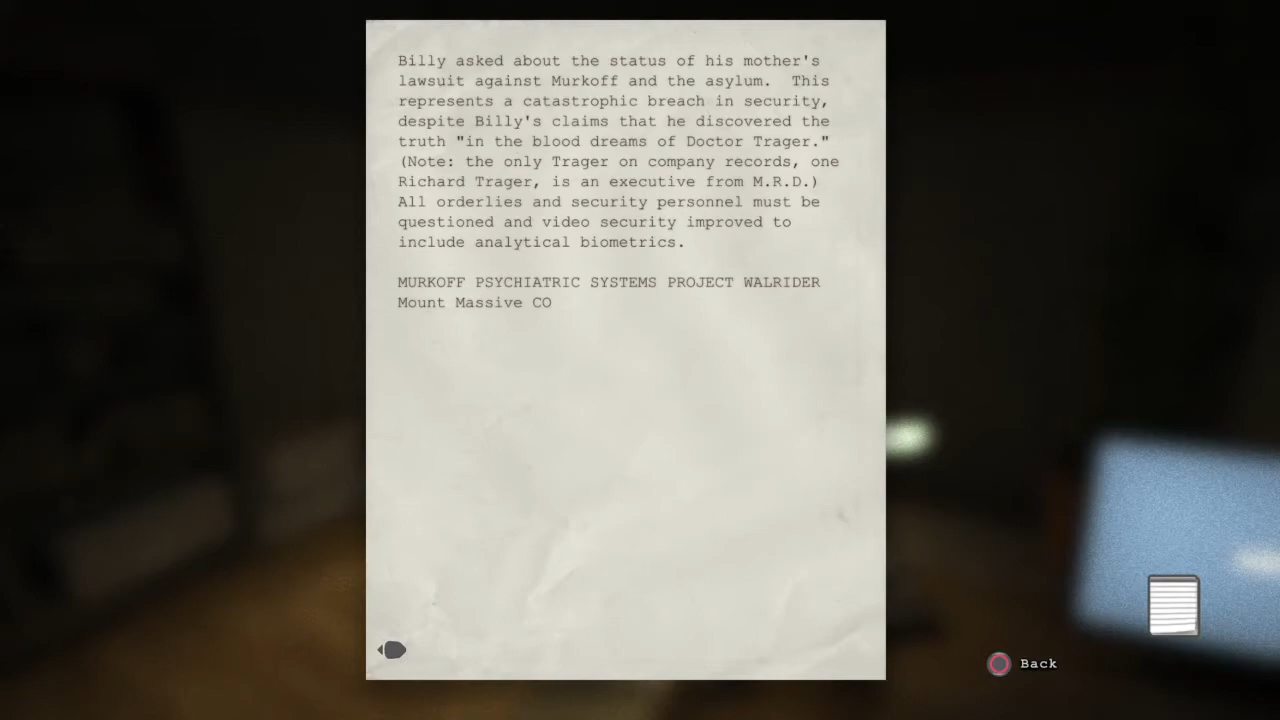 Billy asked about the status of his mother's
lawsuit against Murkoff and the asylum.  This
represents a catastrophic breach in security,
despite Billy's claims that he discovered the
truth "in the blood dreams of Doctor Trager."
(Note: the only Trager on company records, one
Richard Trager, is an executive from M.R.D.)
All orderlies and security personnel must be
questioned and video security improved to
include analytical biometrics.

MURKOFF PSYCHIATRIC SYSTEMS PROJECT WALRIDER
Mount Massive CO
Back